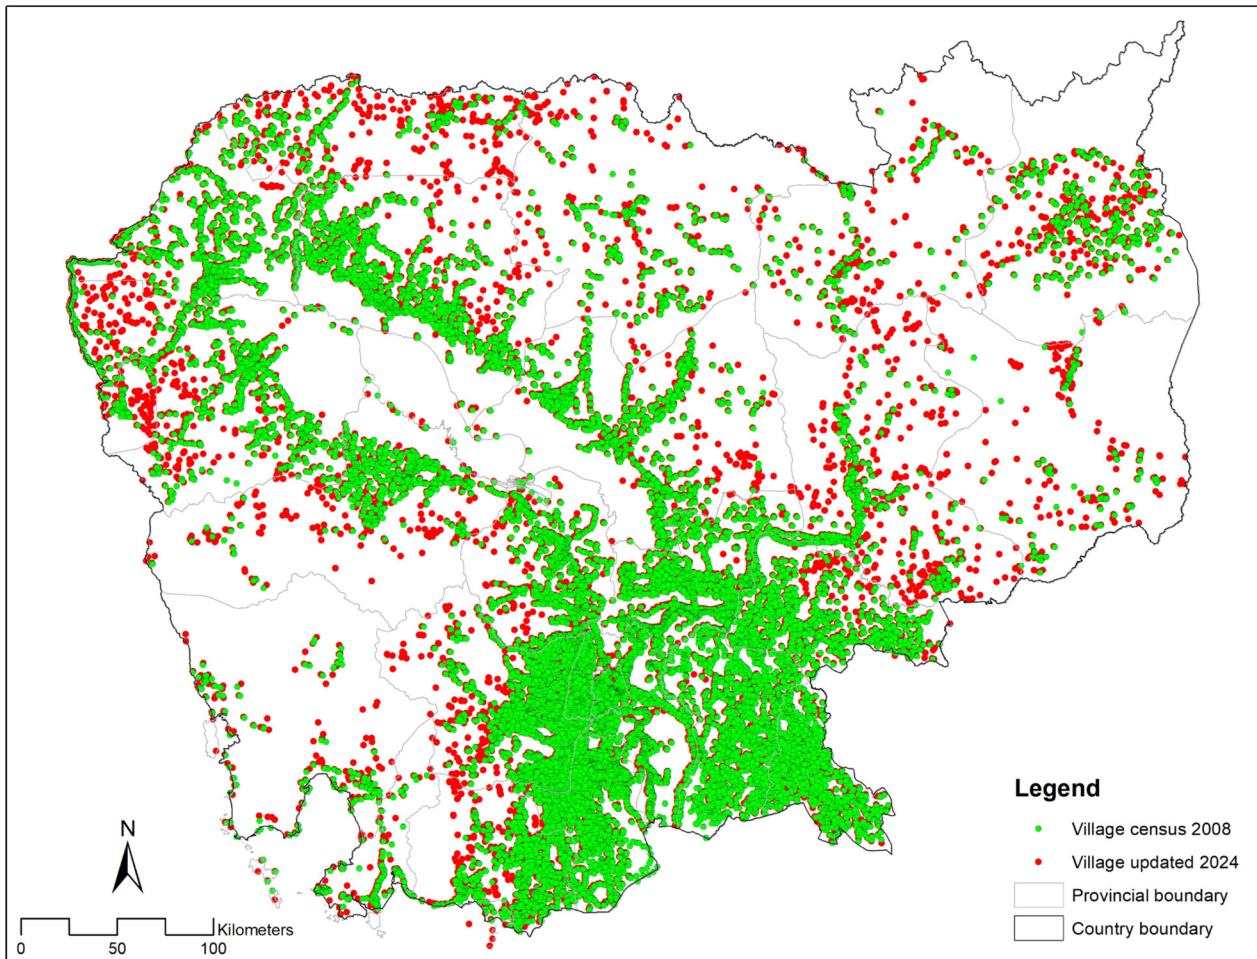 Legend
Village census 2008
Village updated 2024
Provincial boundary
Country boundary
N
Kilometers
0 50 100